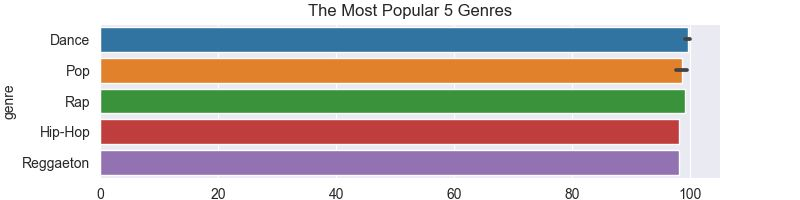 The Most Popular 5 Genres
genre
Dance
Pop
Rap
Hip-Hop
Reggaeton
0 20 40 60 80 100